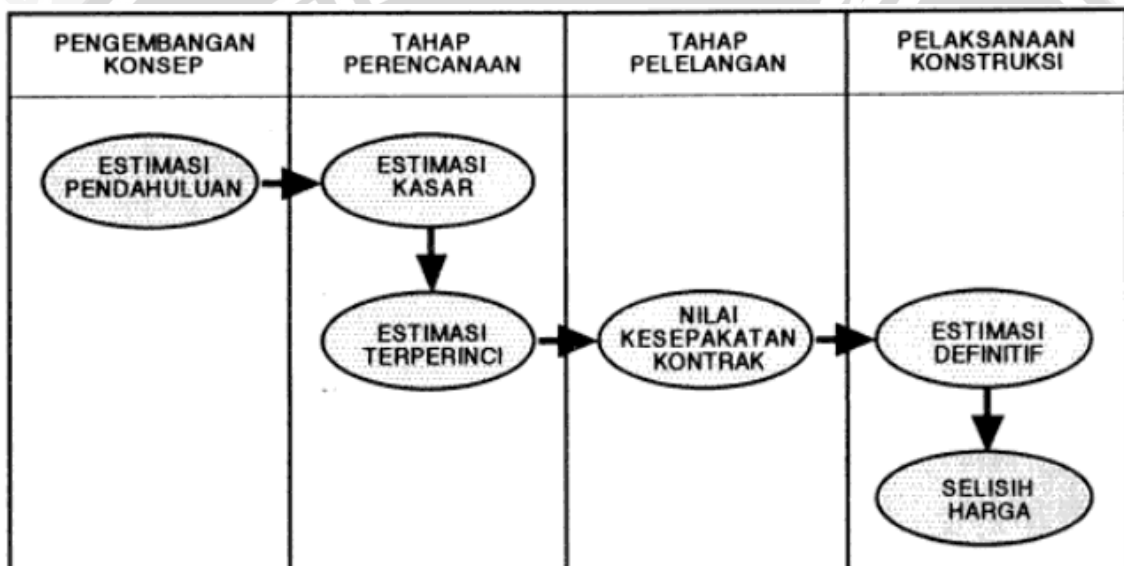 PENGEMBANGAN
KONSEP
TAHAP
PERENCANAAN
TAHAP
PELELANGAN
PELAKSANAAN
KONSTRUKSI
ESTIMASI
PENDAHULUAN
ESTIMASI
KASAR
ESTIMASI
TERPERINCI
NILAI
KESEPAKATAN
KONTRAK
ESTIMASI
DEFINITIF
SELISIH
HARGA